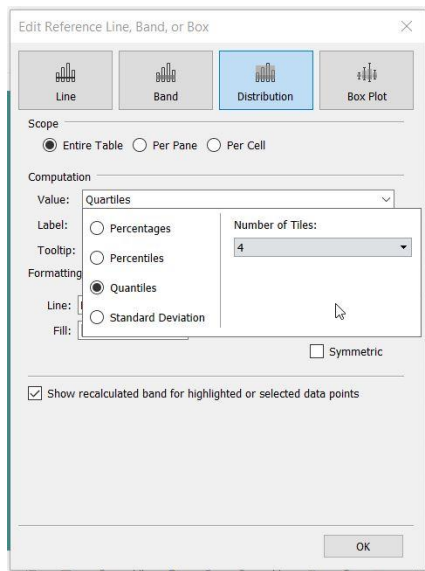 Edit Reference Line, Band, or Box
Line Band Distribution Box Plot
Scope
Entire Table Per Pane Per Cell
Computation
Value: Quartiles
Label:
Percentages Number of Tiles:
4
Tooltip:
Percentiles
Formatting
Quantiles
Line:
Standard Deviation
Fill:
Symmetric
Show recalculated band for highlighted or selected data points
OK